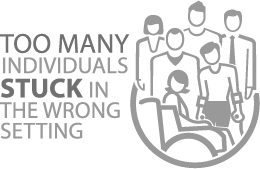 TOO MANY
INDIVIDUALS
STUCK IN
THE WRONG
SETTING